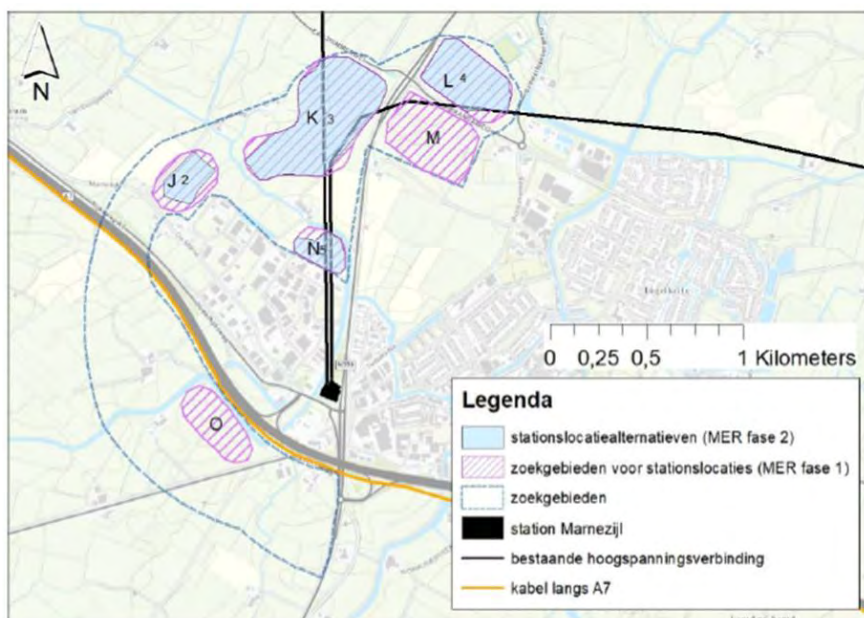 N
L 4
K 3
M
J 2
N 5
O
0 0,25 0,5 1 Kilometers
Legenda
stationslocatiealternatieven (MER fase 2)
zoekgebieden voor stationslocaties (MER fase 1)
zoekgebieden
station Marnezijl
bestaande hoogspanningsverbinding
kabel langs A7